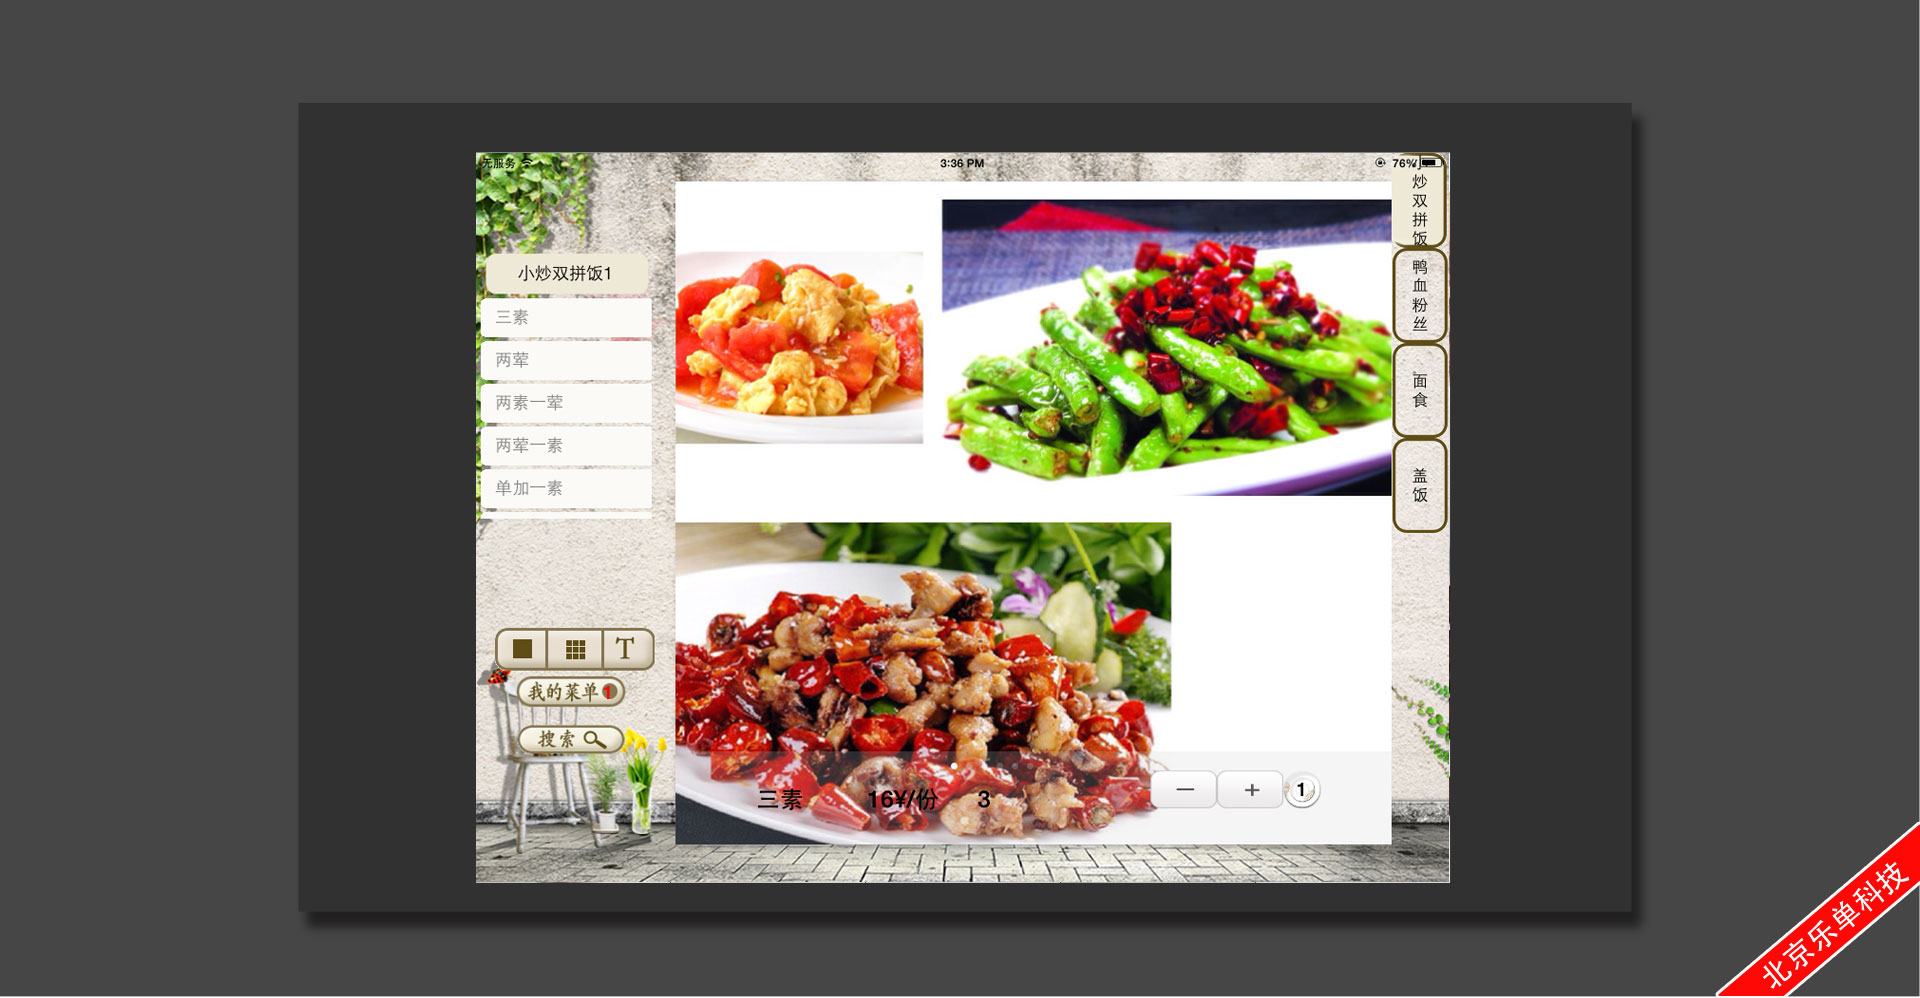 无服务
3:36 PM
76%
小炒双拼饭1
三素
两荤
两素一荤
两荤一素
单加一素
T
我的菜单1
搜索
三素 16¥/份 3
1
小炒双拼饭
鸭血粉丝
面食
盖饭
北京乐单科技